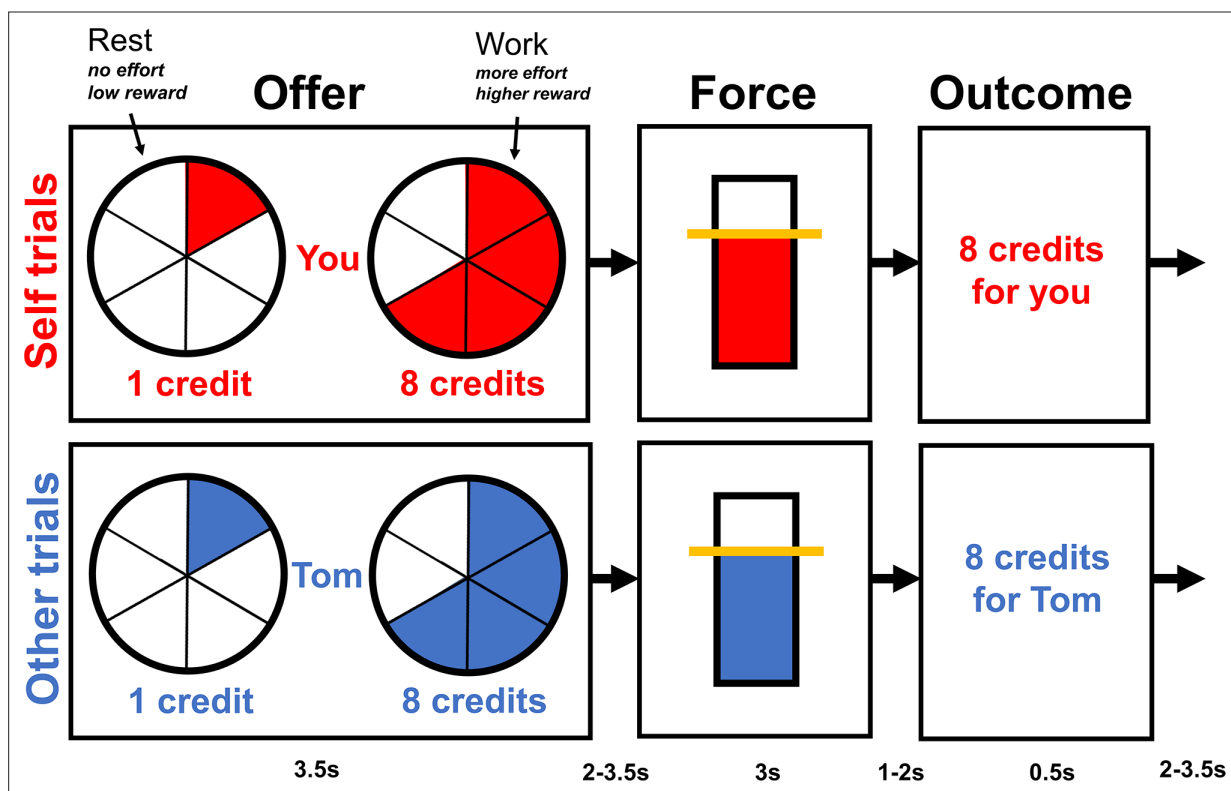 Rest
no effort
low reward
Offer
Work
more effort
higher reward
Force
Outcome
Self trials
You
1 credit
8 credits
8 credits
for you
Other trials
Tom
1 credit
8 credits
8 credits
for Tom
3.5s
2-3.5s
3s
1-2s
0.5s
2-3.5s